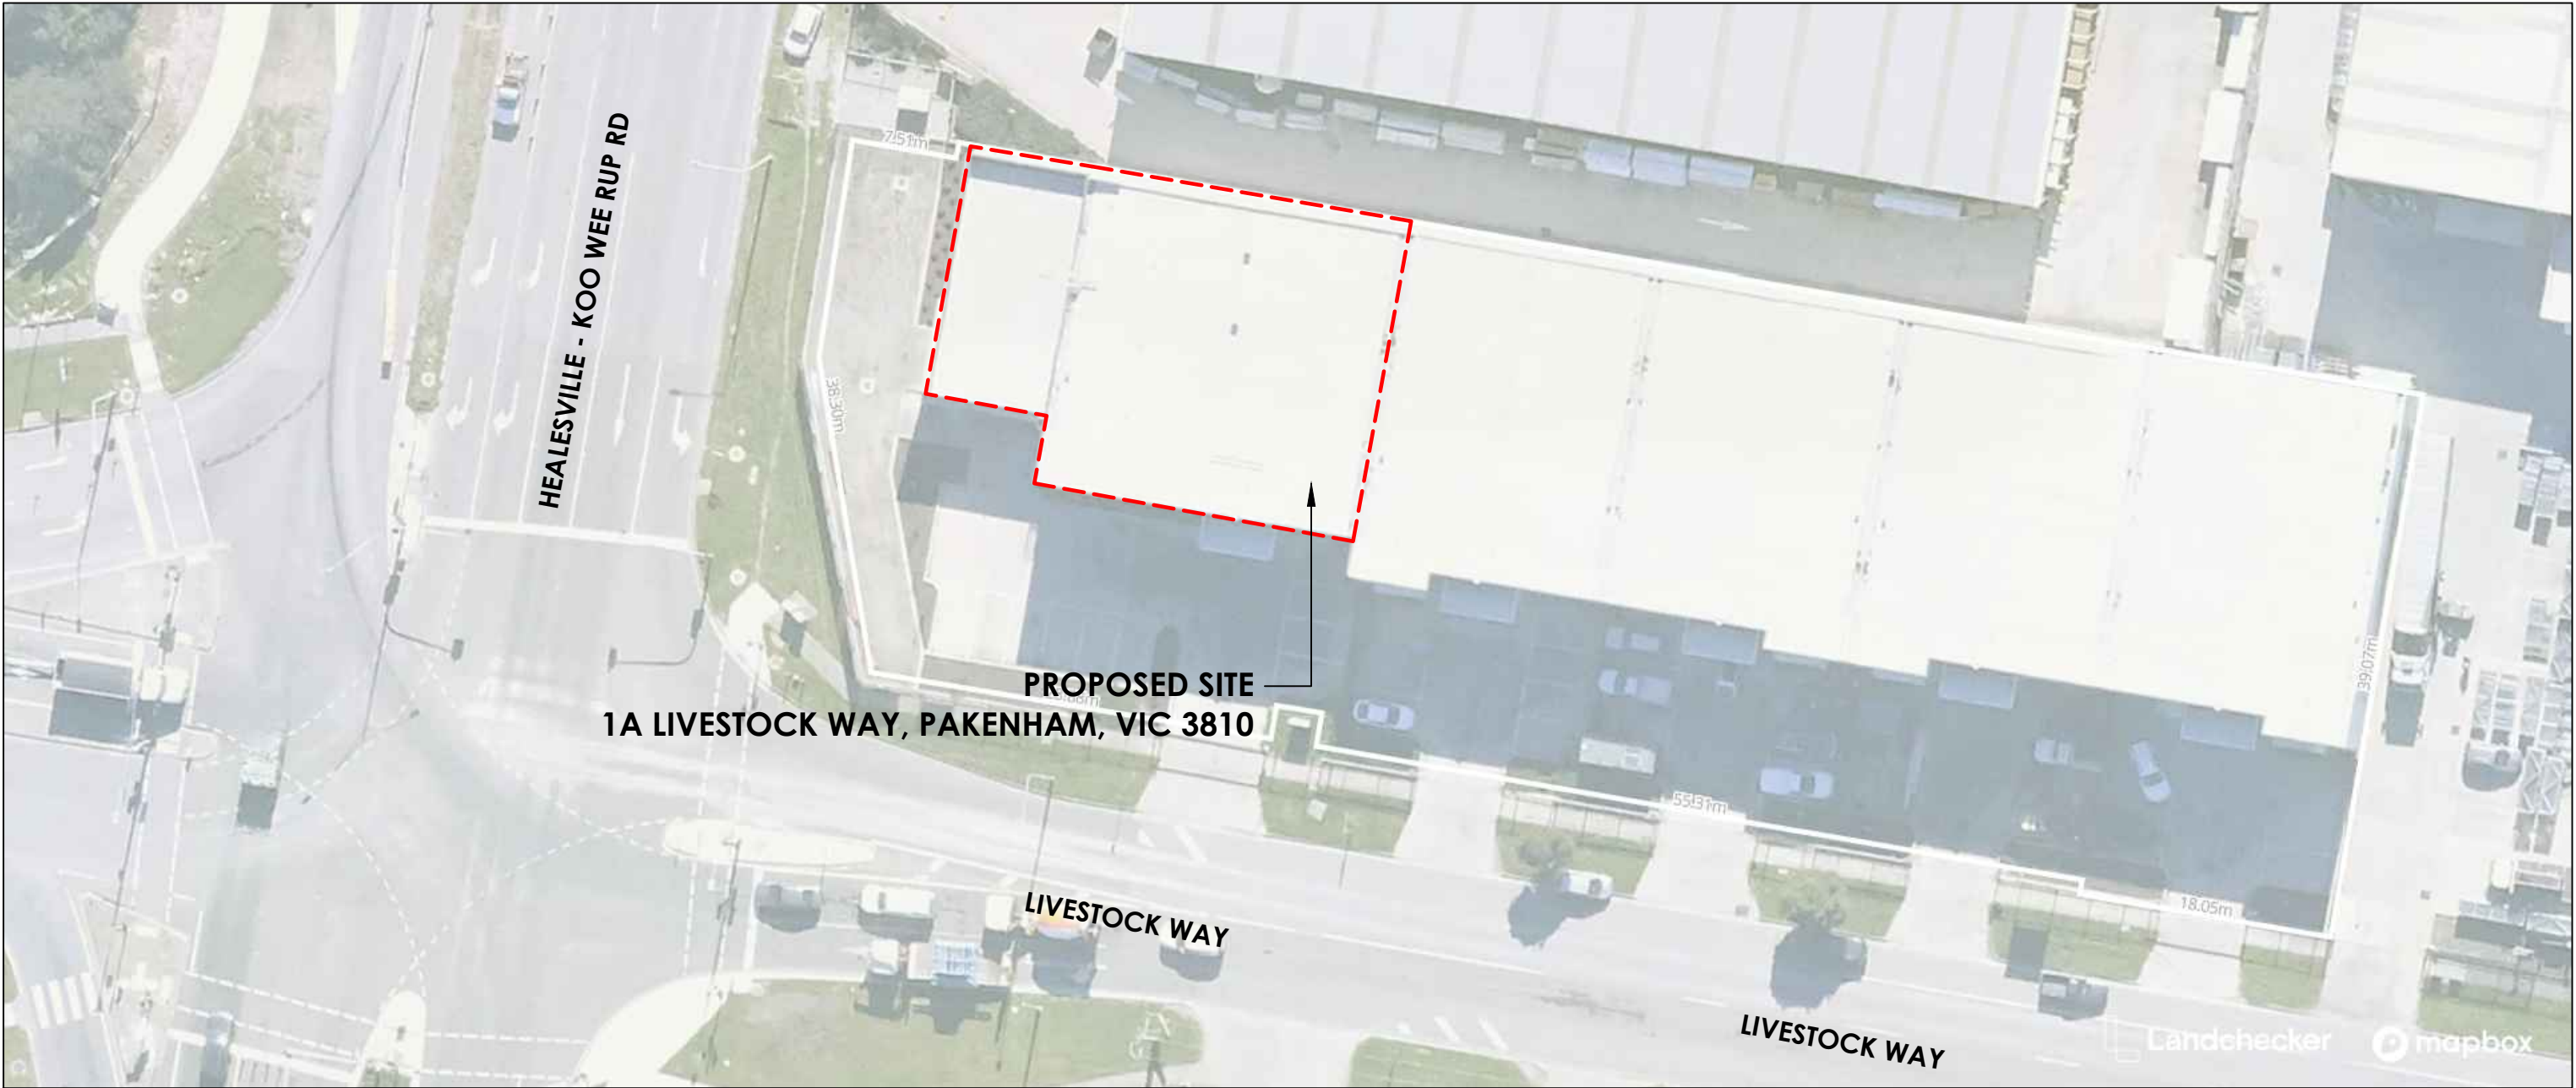 7.51m
HEALESVILLE - KOO WEE RUP RD
38.30m
PROPOSED SITE
1A LIVESTOCK WAY, PAKENHAM, VIC 3810
39.07m
55.31m
18.05m
LIVESTOCK WAY
LIVESTOCK WAY
Landchecker
mapbox